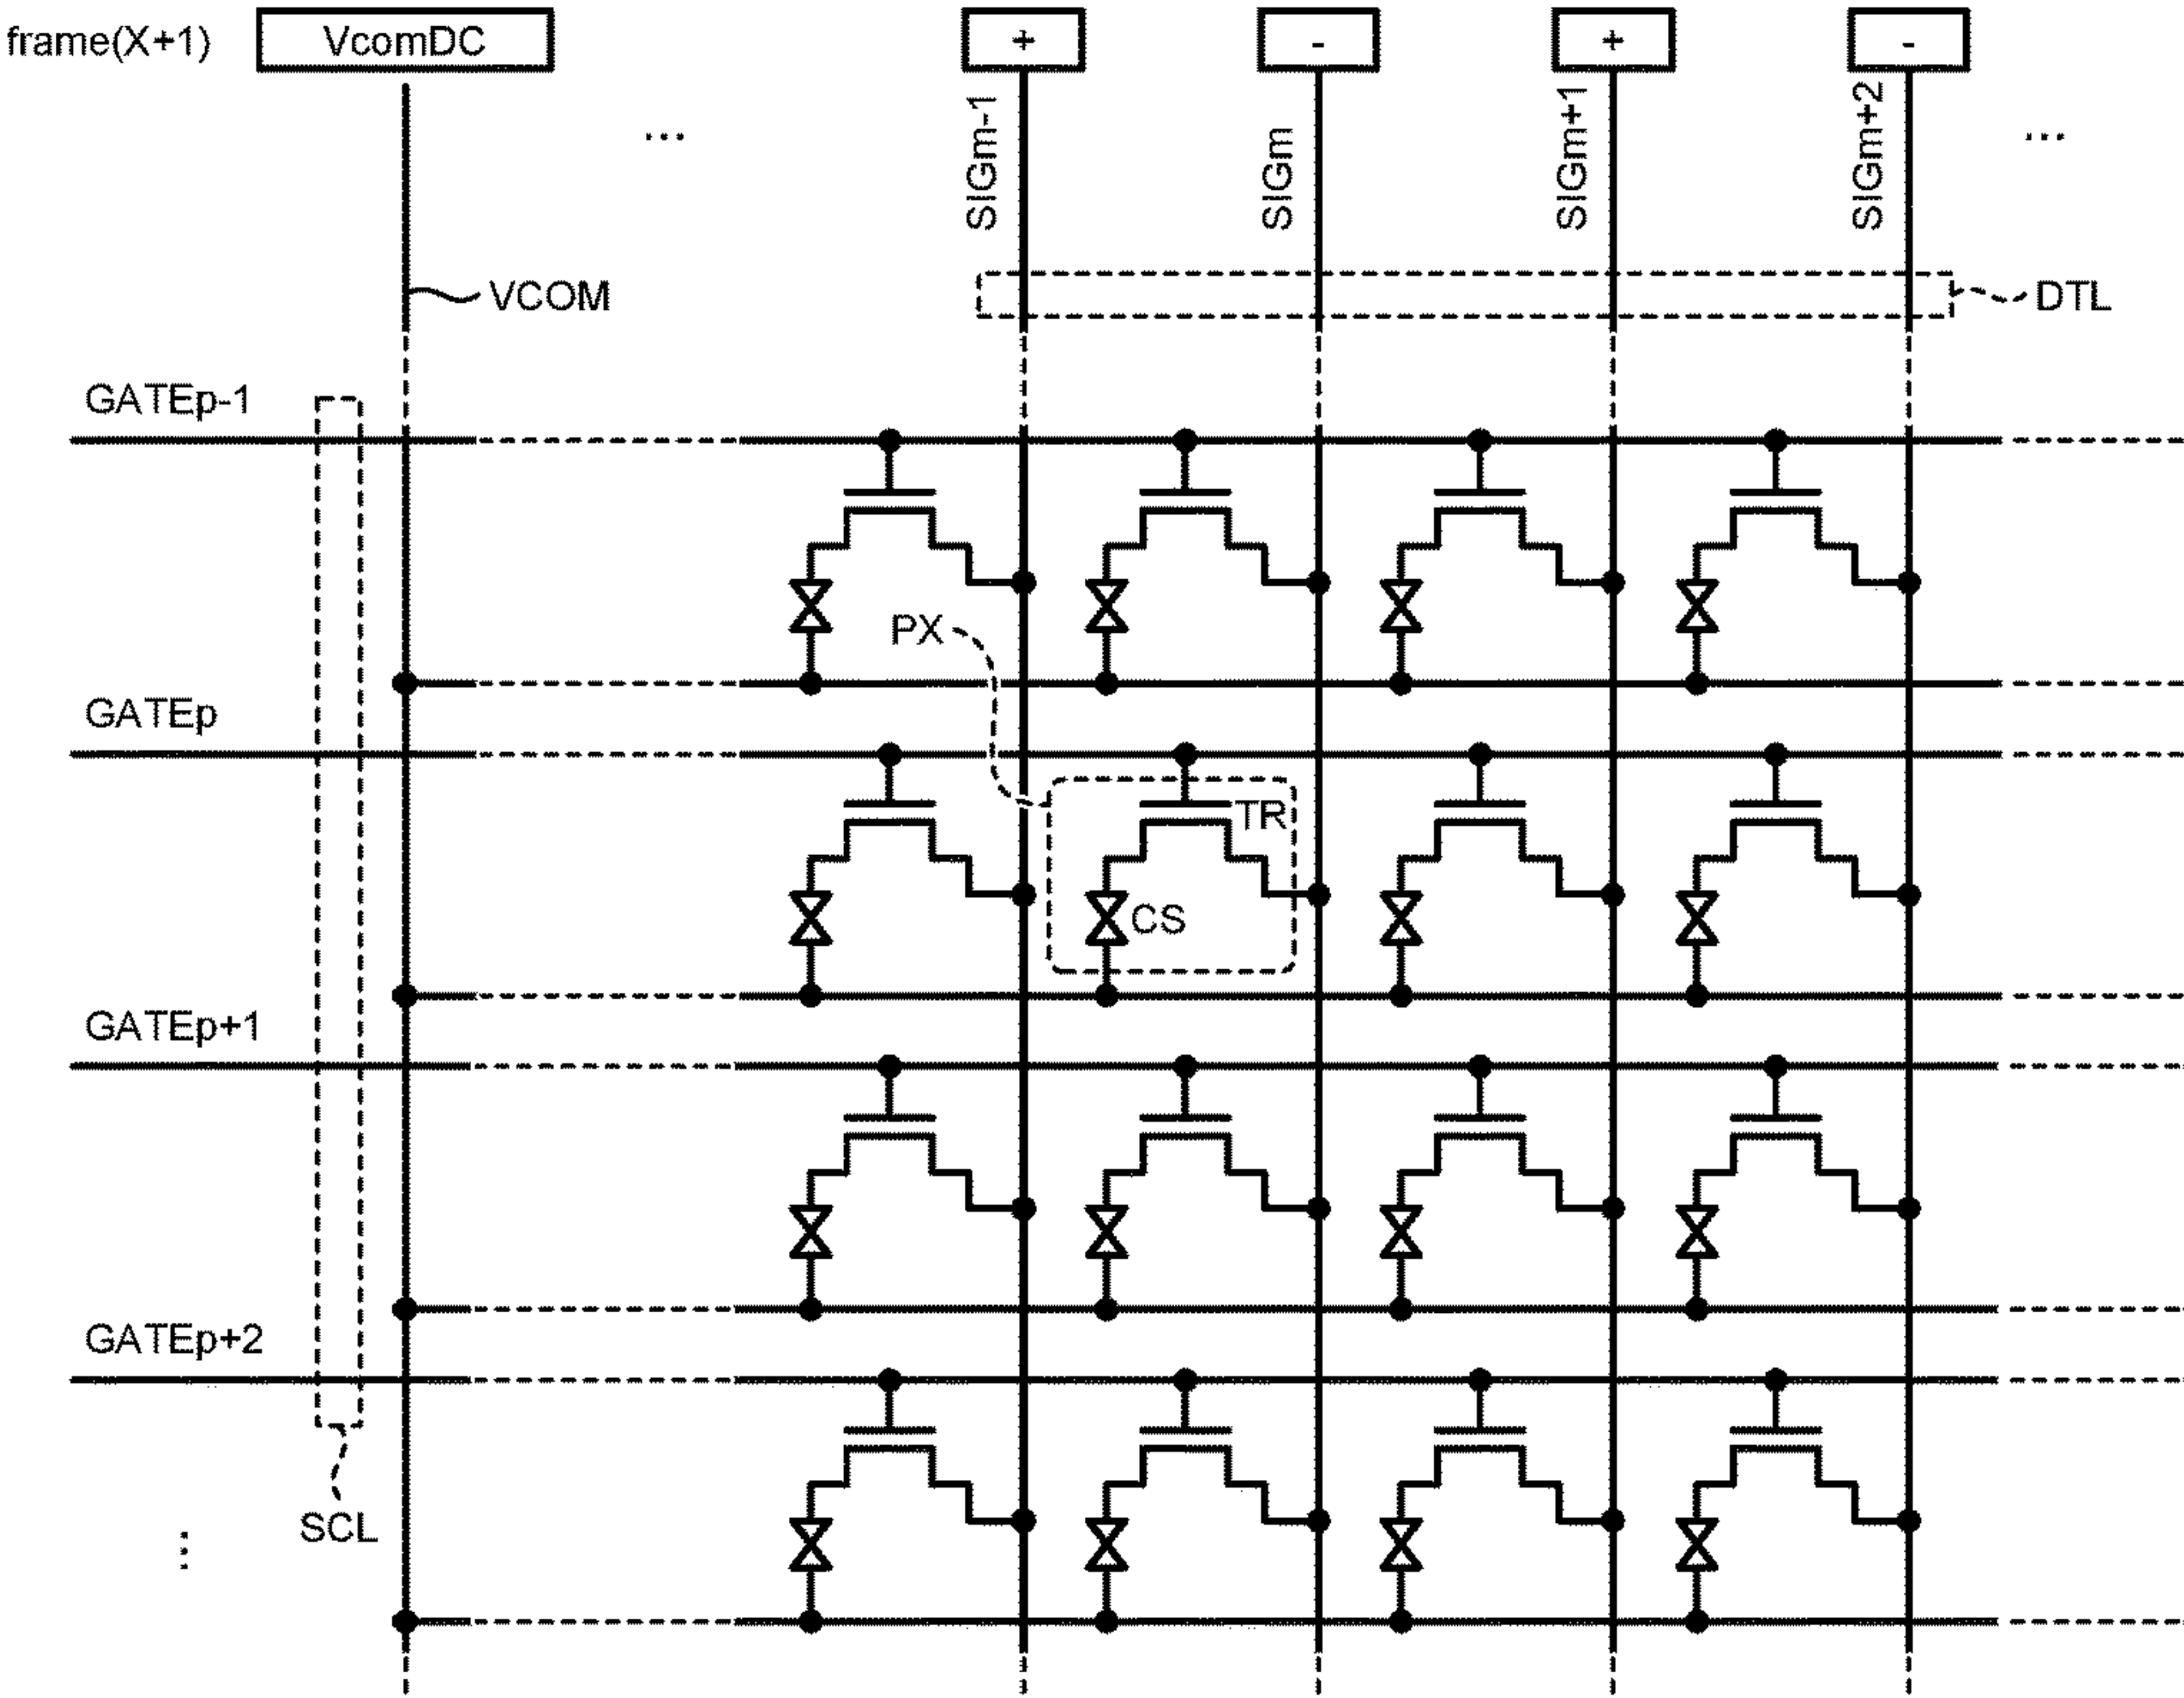 frame(X+1) VcomDC + - + -
... SIGm-1 SIGm SIGm+1 SIGm+2 ...
VCOM DTL
GATEp-1
PX
GATEp
TR
CS
GATEp+1
GATEp+2
SCL
...